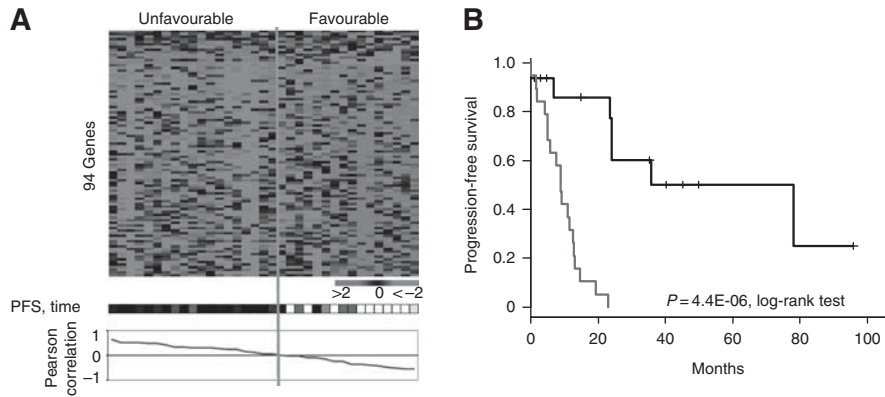 A
Unfavourable
Favourable
94 Genes
>2
0
<−2
PFS, time
Pearson
correlation
1
0
−1
B
Progression-free survival
1.0
0.8
0.6
0.4
0.2
0
P = 4.4E-06, log-rank test
0
20
40
60
80
100
Months